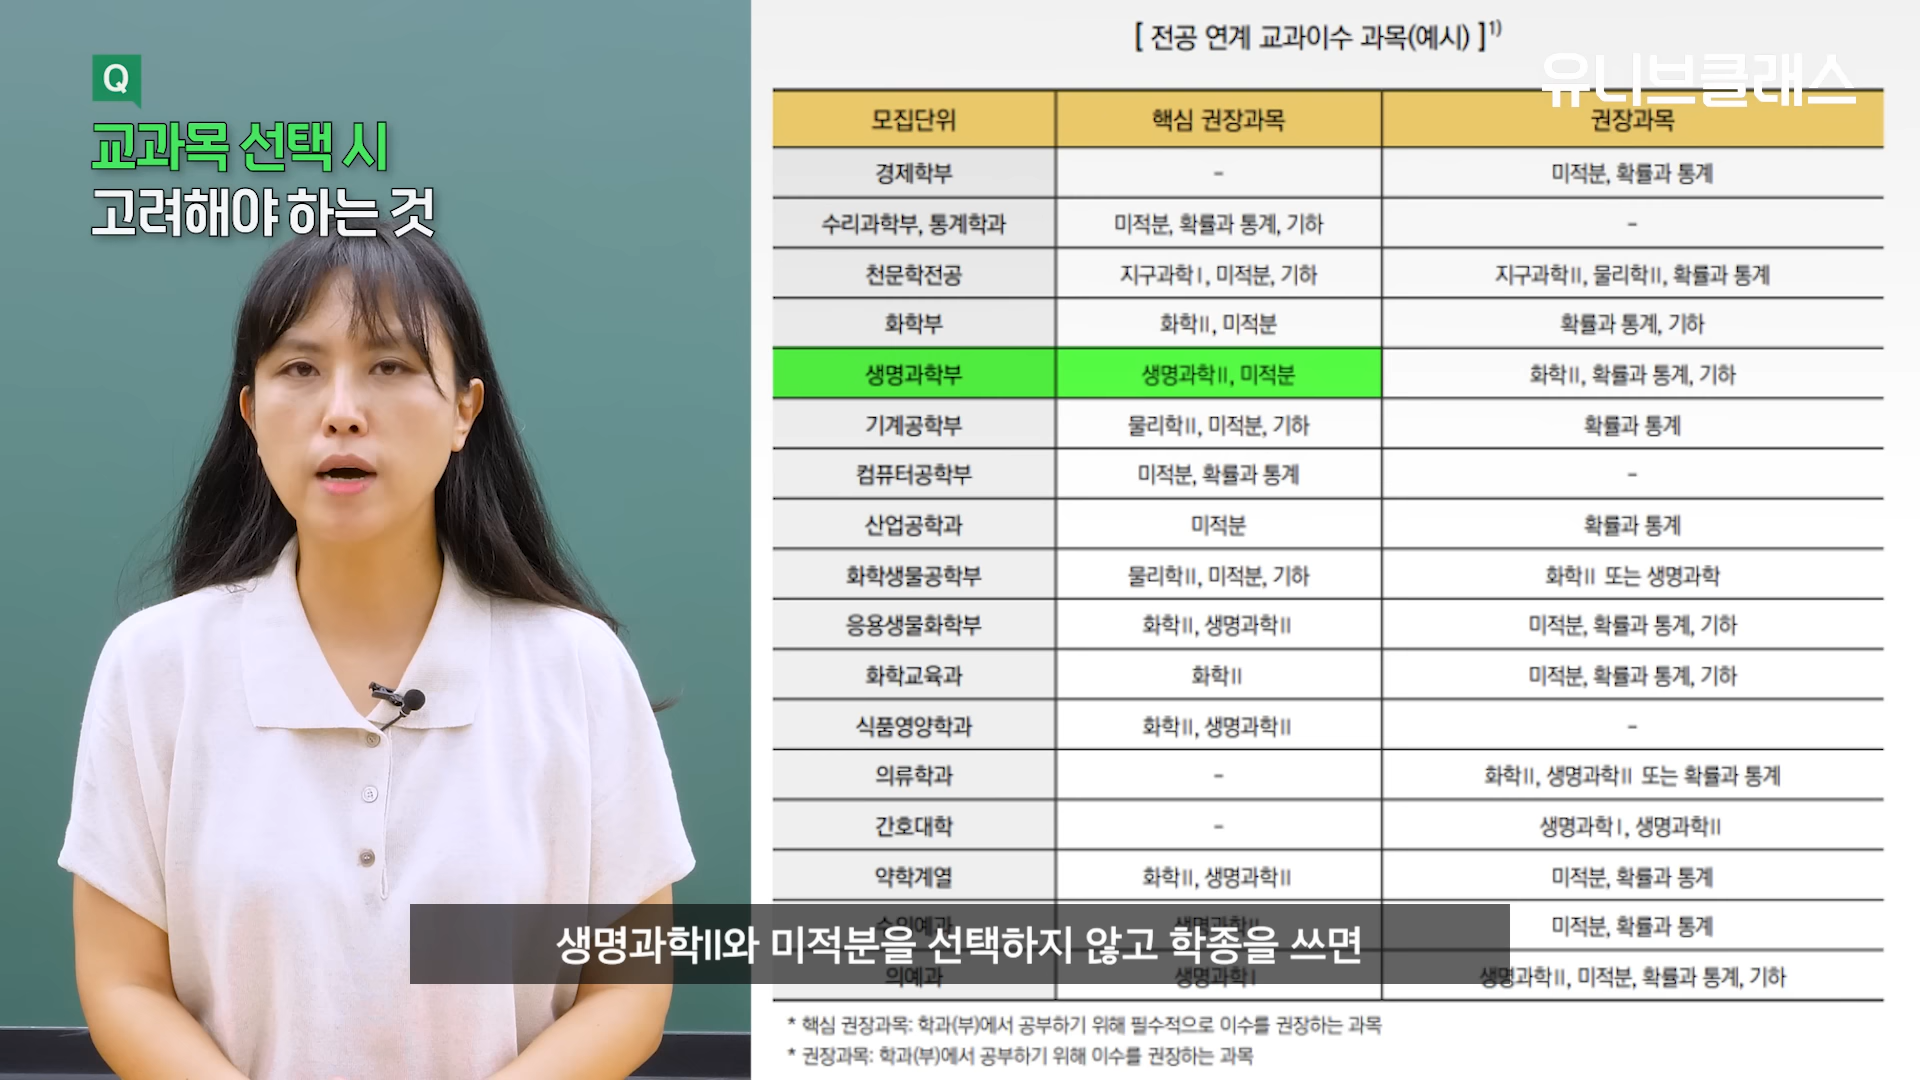 Q
교과목 선택 시
고려해야 하는 것
[ 전공 연계 교과이수 과목(예시) ]1)
유니브클래스
모집단위 핵심 권장과목 권장과목
경제학부 - 미적분, 확률과 통계
수리과학부, 통계학과 미적분, 확률과 통계, 기하 -
천문학전공 지구과학Ⅰ, 미적분, 기하 지구과학Ⅱ, 물리학Ⅱ, 확률과 통계
화학부 화학Ⅱ, 미적분 확률과 통계, 기하
생명과학부 생명과학Ⅱ, 미적분 화학Ⅱ, 확률과 통계, 기하
기계공학부 물리학Ⅱ, 미적분, 기하 확률과 통계
컴퓨터공학부 미적분, 확률과 통계 -
산업공학과 미적분 확률과 통계
화학생물공학부 물리학Ⅱ, 미적분, 기하 화학Ⅱ 또는 생명과학
응용생물화학부 화학Ⅱ, 생명과학Ⅱ 미적분, 확률과 통계, 기하
화학교육과 화학Ⅱ 미적분, 확률과 통계, 기하
식품영양학과 화학Ⅱ, 생명과학Ⅱ -
의류학과 - 화학Ⅱ, 생명과학Ⅱ 또는 확률과 통계
간호대학 - 생명과학Ⅰ, 생명과학Ⅱ
약학계열 화학Ⅱ, 생명과학Ⅱ 미적분, 확률과 통계
수의예과 생명과학Ⅱ 미적분, 확률과 통계
의예과 생명과학Ⅰ 생명과학Ⅱ, 미적분, 확률과 통계, 기하
생명과학Ⅱ와 미적분을 선택하지 않고 학종을 쓰면
* 핵심 권장과목: 학과(부)에서 공부하기 위해 필수적으로 이수를 권장하는 과목
* 권장과목: 학과(부)에서 공부하기 위해 이수를 권장하는 과목